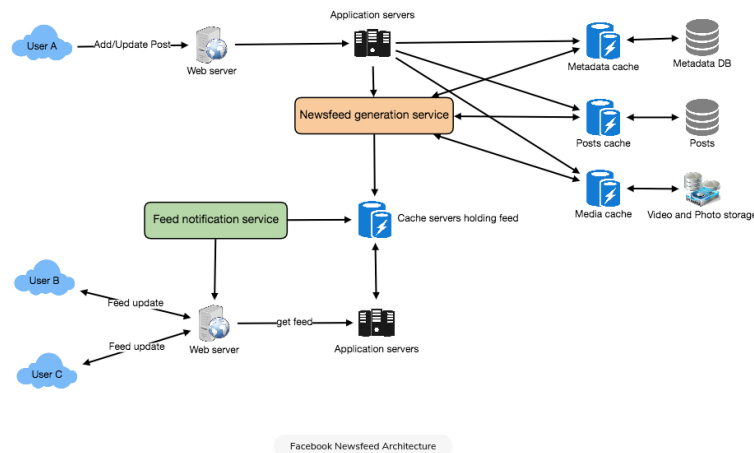 Application servers
User A
Add/Update Post
Web server
Metadata cache
Metadata DB
Newsfeed generation service
Posts cache
Posts
Media cache
Video and Photo storage
Feed notification service
Cache servers holding feed
User B
Feed update
Web server
get feed
Application servers
Feed update
User C
Facebook Newsfeed Architecture